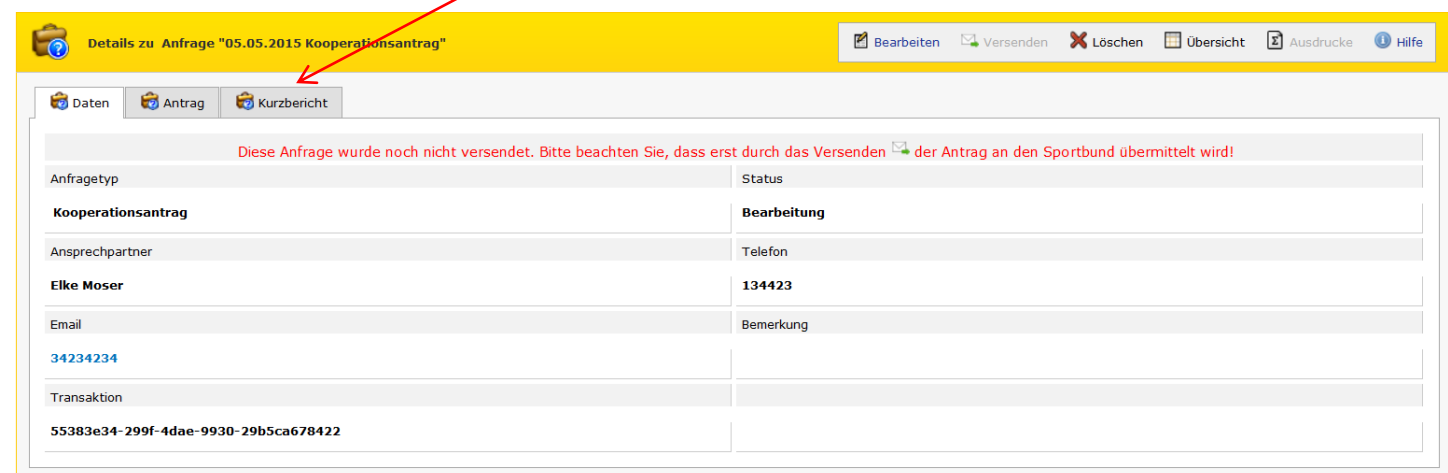 Details zu Anfrage "05.05.2015 Kooperationsantrag"
Bearbeiten Versenden Löschen Übersicht Ausdrucke Hilfe
Daten Antrag Kurzbericht
Diese Anfrage wurde noch nicht versendet. Bitte beachten Sie, dass erst durch das Versenden der Antrag an den Sportbund übermittelt wird!
Anfragetyp Status
Kooperationsantrag Bearbeitung
Ansprechpartner Telefon
Elke Moser 134423
Email Bemerkung
34234234
Transaktion
55383e34-299f-4dae-9930-29b5ca678422